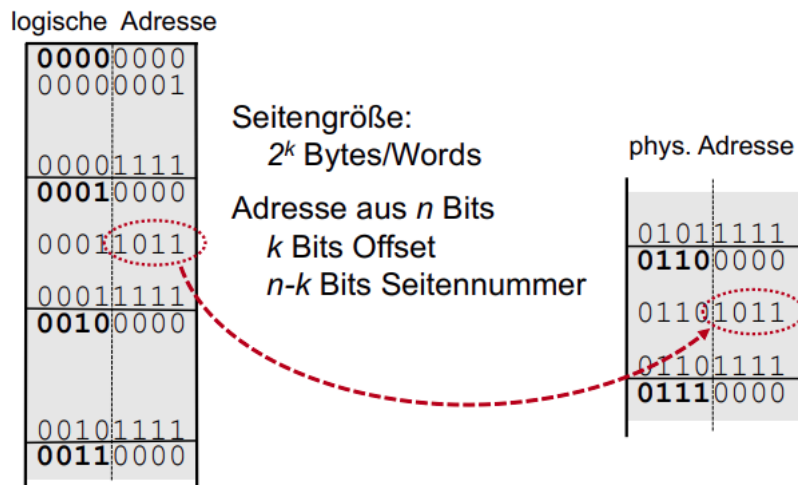 logische Adresse
00000000
00000001
00001111
00010000
00011011
00011111
00100000
00101111
00110000
Seitengröße:
2^k Bytes/Words
Adresse aus n Bits
k Bits Offset
n-k Bits Seitennummer
phys. Adresse
01011111
01100000
01101011
01101111
01110000